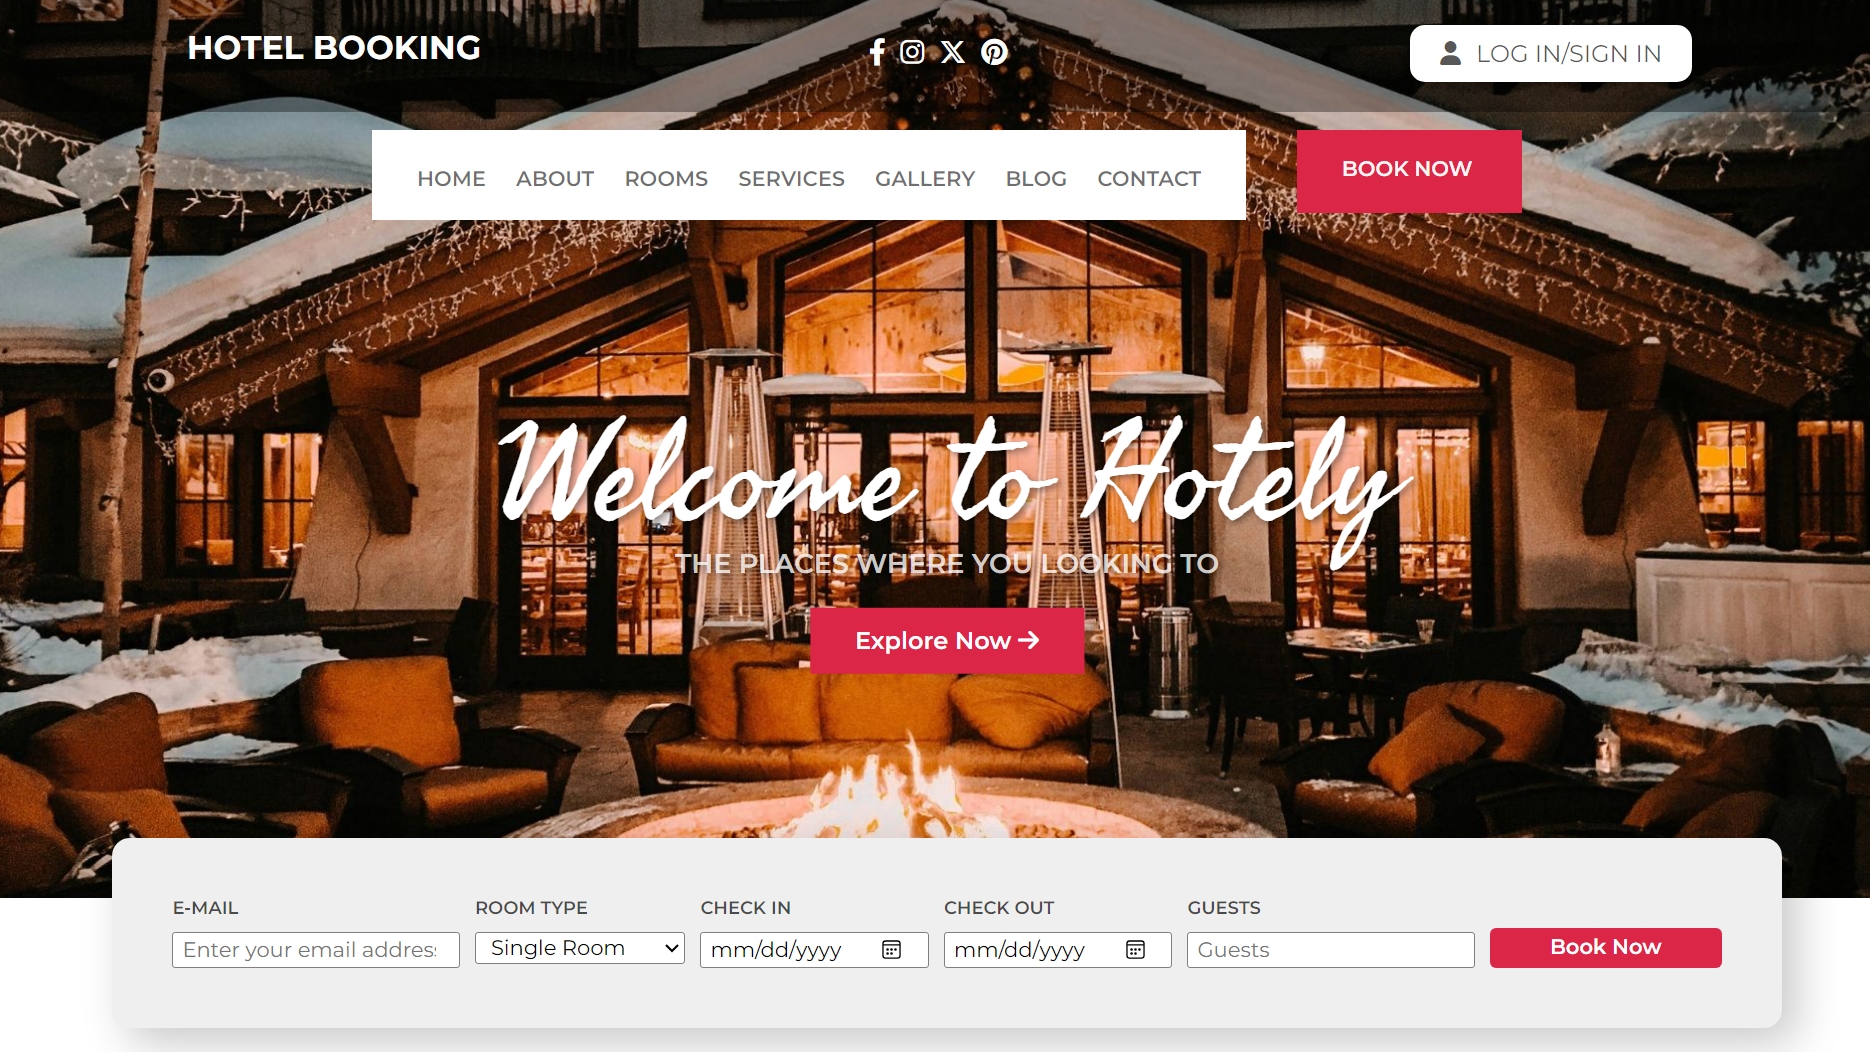 HOTEL BOOKING
LOG IN/SIGN IN
HOME ABOUT ROOMS SERVICES GALLERY BLOG CONTACT
BOOK NOW
Welcome to Hotely
THE PLACES WHERE YOU LOOKING TO
Explore Now →
E-MAIL ROOM TYPE CHECK IN CHECK OUT GUESTS
Enter your email address Single Room mm/dd/yyyy mm/dd/yyyy Guests Book Now